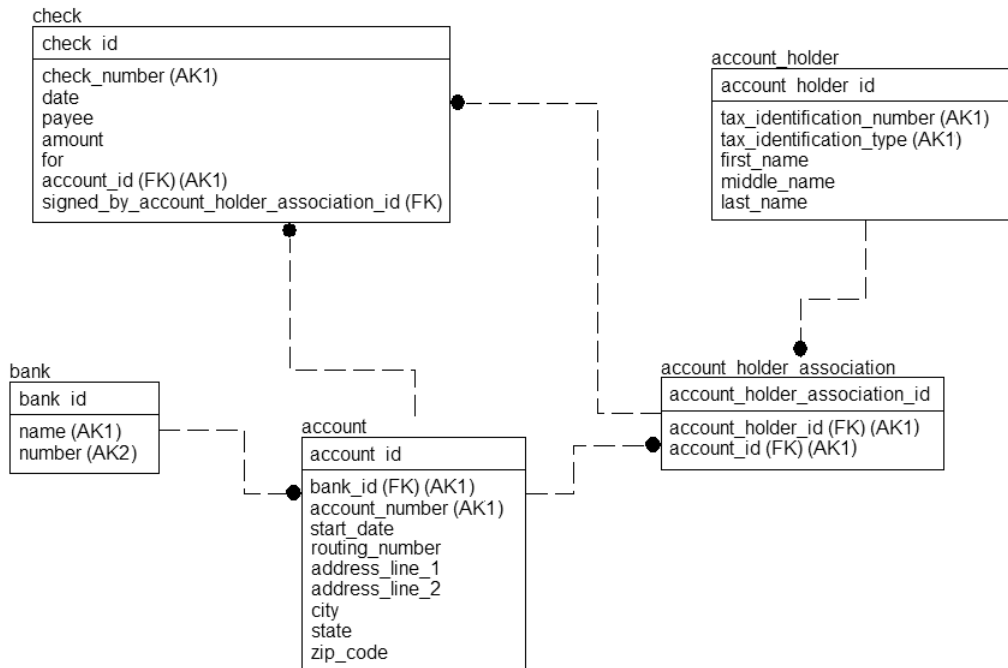 check
check_id
check_number (AK1)
date
payee
amount
for
account_id (FK) (AK1)
signed_by_account_holder_association_id (FK)
account_holder
account_holder_id
tax_identification_number (AK1)
tax_identification_type (AK1)
first_name
middle_name
last_name
bank
bank_id
name (AK1)
number (AK2)
account
account_id
bank_id (FK) (AK1)
account_number (AK1)
start_date
routing_number
address_line_1
address_line_2
city
state
zip_code
account_holder_association
account_holder_association_id
account_holder_id (FK) (AK1)
account_id (FK) (AK1)